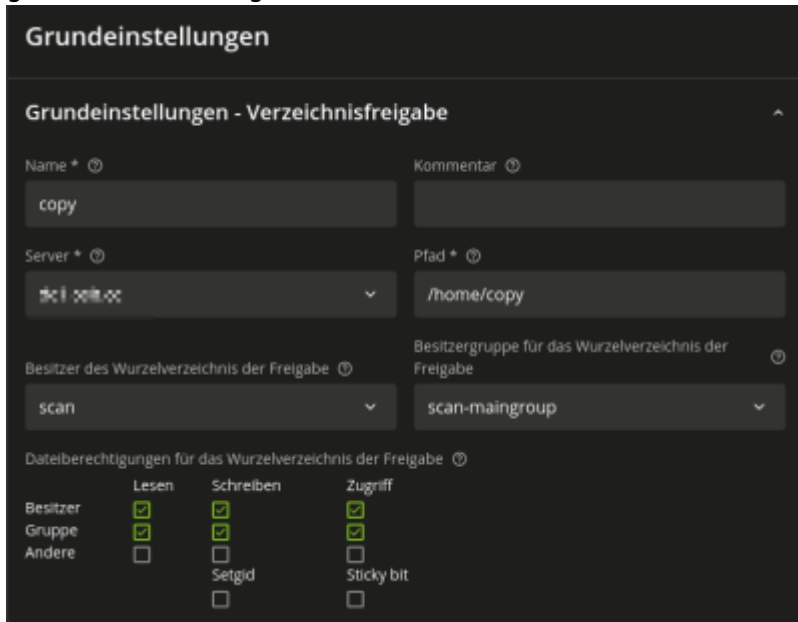 Grundeinstellungen
Grundeinstellungen - Verzeichnisfreigabe
Name * Kommentar
copy
Server * Pfad *
/home/copy
Besitzer des Wurzelverzeichnis der Freigabe
Besitzergruppe für das Wurzelverzeichnis der
Freigabe
scan scan-maingroup
Dateiberechtigungen für das Wurzelverzeichnis der Freigabe
Lesen Schreiben Zugriff
Besitzer
Gruppe
Andere
Setgid Sticky bit